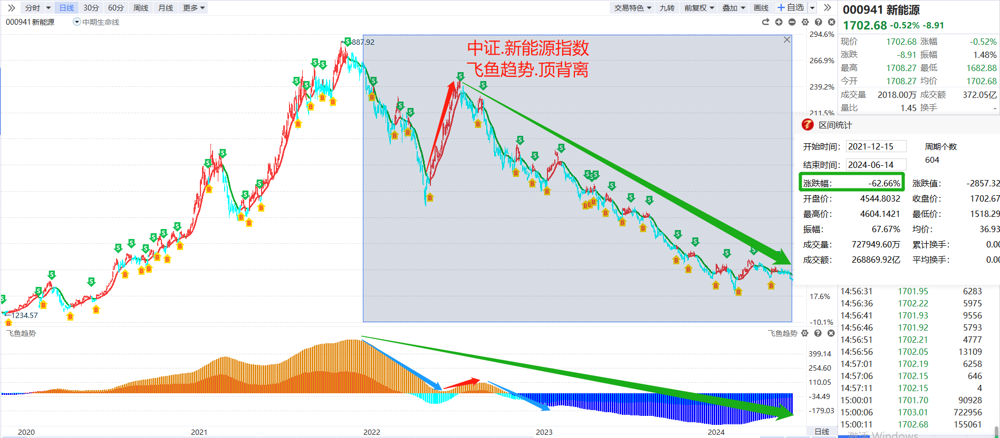 分时 日线 30分 60分 周线 月线 更多 交易特色 九转 前复权 叠加 画线 +自选
000941 新能源 中期生命线
000941 新能源
1702.68 -0.52% -8.91
现价 1702.68 涨幅 -0.52%
涨跌 -8.91 振幅 1.48%
最高 1708.27 最低 1682.88
今开 1708.27 均价 1702.68
成交量 2018.00万 成交额 372.05亿
量比 1.45 换手 -
中证.新能源指数
飞鱼趋势.顶背离
887.92
1234.57
294.6%
266.9%
239.2%
211.5%
17.6%
-10.1%
区间统计
开始时间: 2021-12-15 周期个数
结束时间: 2024-06-14 604
涨跌幅: -62.66% 涨跌值: -2857.32
开盘价: 4544.8032 收盘价: 1702.67
最高价: 4604.1421 最低价: 1518.29
振幅: 67.67% 均价: 36.93
成交量: 727949.60万 累计换手: 0.00
成交额: 268869.92亿 平均换手: 0.00
14:56:31 1701.95 6283
14:56:36 1702.22 5975
14:56:41 1701.93 9556
14:56:46 1701.92 5793
14:56:51 1702.21 4777
14:56:56 1702.05 13109
14:57:01 1702.19 6258
14:57:06 1702.15 646
14:57:11 1702.15 4
15:00:01 1701.70 90928
15:00:06 1703.01 722956
15:00:11 1702.68 155061
飞鱼趋势 飞鱼趋势
399.14
254.60
110.05
-34.49
-179.03
2020 2021 2022 2023 2024 日线
激活 Windows